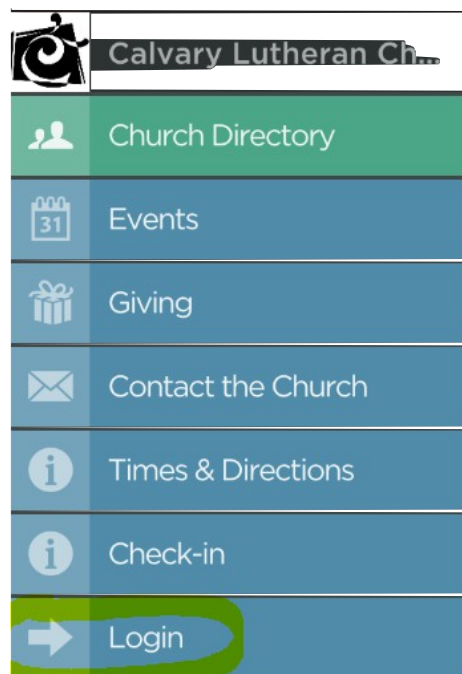 Calvary Lutheran Ch...
Church Directory
31
Events
Giving
Contact the Church
i
Times & Directions
i
Check-in
Login